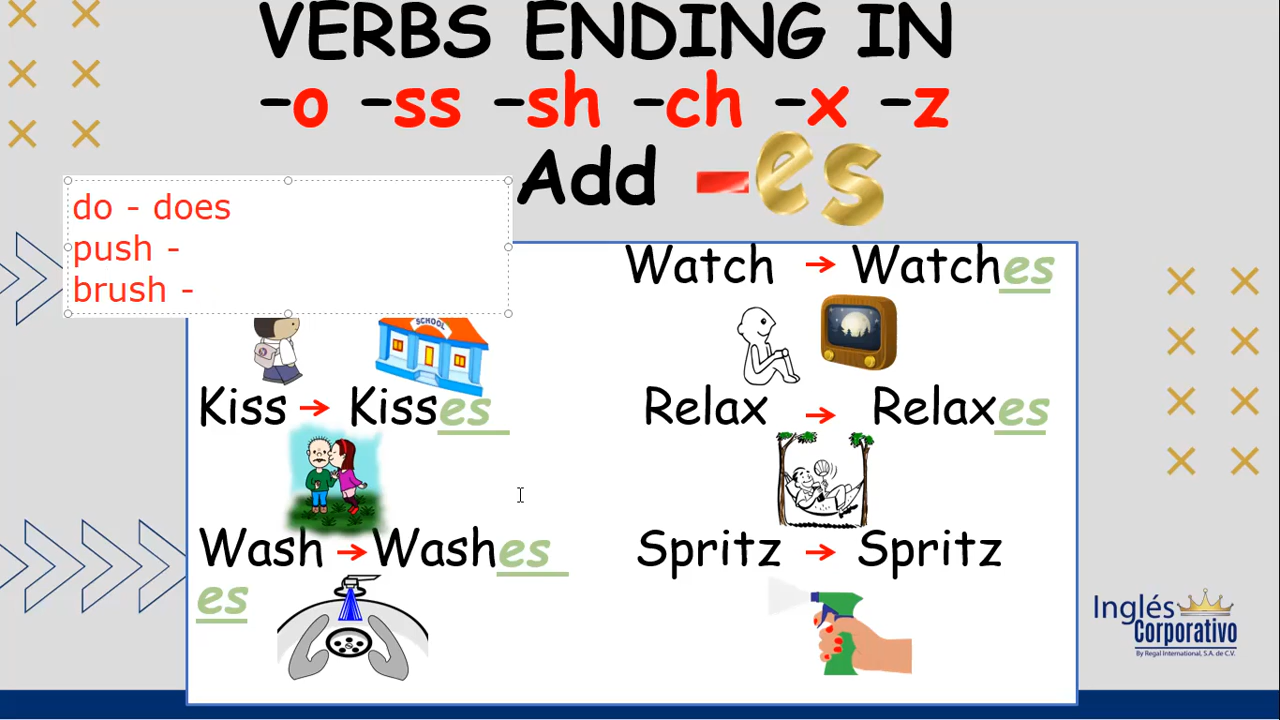 VERBS ENDING IN
-o -ss -sh -ch -x -z
Add -es
do - does
push -
brush -
Watch → Watches
SCHOOL
Kiss → Kisses
Relax → Relaxes
Wash → Washes
es
Spritz → Spritz
Inglés
Corporativo
By Regal International, S.A. de C.V.